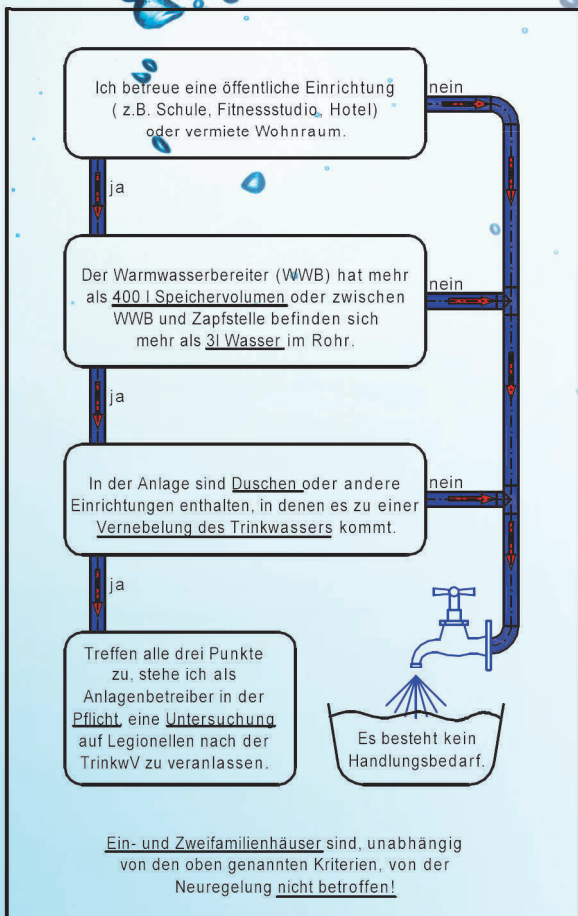 Ich betreue eine öffentliche Einrichtung
( z.B. Schule, Fitnessstudio, Hotel)
oder vermiete Wohnraum.
nein
ja
Der Warmwasserbereiter (WWB) hat mehr
als 400 l Speichervolumen oder zwischen
WWB und Zapfstelle befinden sich
mehr als 3l Wasser im Rohr.
nein
ja
In der Anlage sind Duschen oder andere
Einrichtungen enthalten, in denen es zu einer
Vernebelung des Trinkwassers kommt.
nein
ja
Treffen alle drei Punkte
zu, stehe ich als
Anlagenbetreiber in der
Pflicht, eine Untersuchung
auf Legionellen nach der
TrinkwV zu veranlassen.
Es besteht kein
Handlungsbedarf.
Ein- und Zweifamilienhäuser sind, unabhängig
von den oben genannten Kriterien, von der
Neuregelung nicht betroffen!